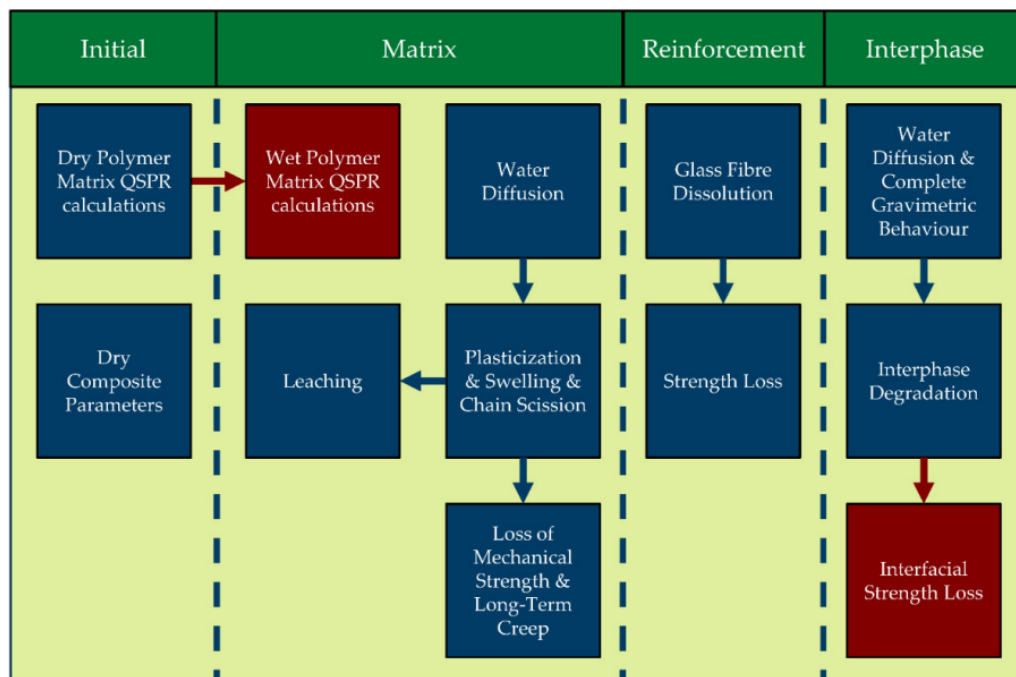 Initial
Matrix
Reinforcement
Interphase
Dry Polymer
Matrix QSPR
calculations
Wet Polymer
Matrix QSPR
calculations
Water
Diffusion
Glass Fibre
Dissolution
Water
Diffusion &
Complete
Gravimetric
Behaviour
Dry
Composite
Parameters
Leaching
Plasticization
& Swelling &
Chain Scission
Strength Loss
Interphase
Degradation
Loss of
Mechanical
Strength &
Long-Term
Creep
Interfacial
Strength Loss